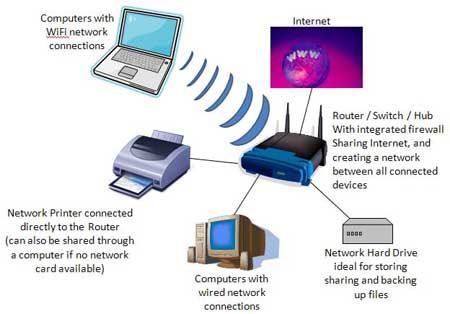 Computers with
WiFi network
connections
Internet
WWW
Router / Switch / Hub
With integrated firewall
Sharing Internet, and
creating a network
between all connected
devices
Network Printer connected
directly to the Router
(can also be shared through
a computer if no network
card available)
Computers with
wired network
connections
Network Hard Drive
ideal for storing
sharing and backing
up files